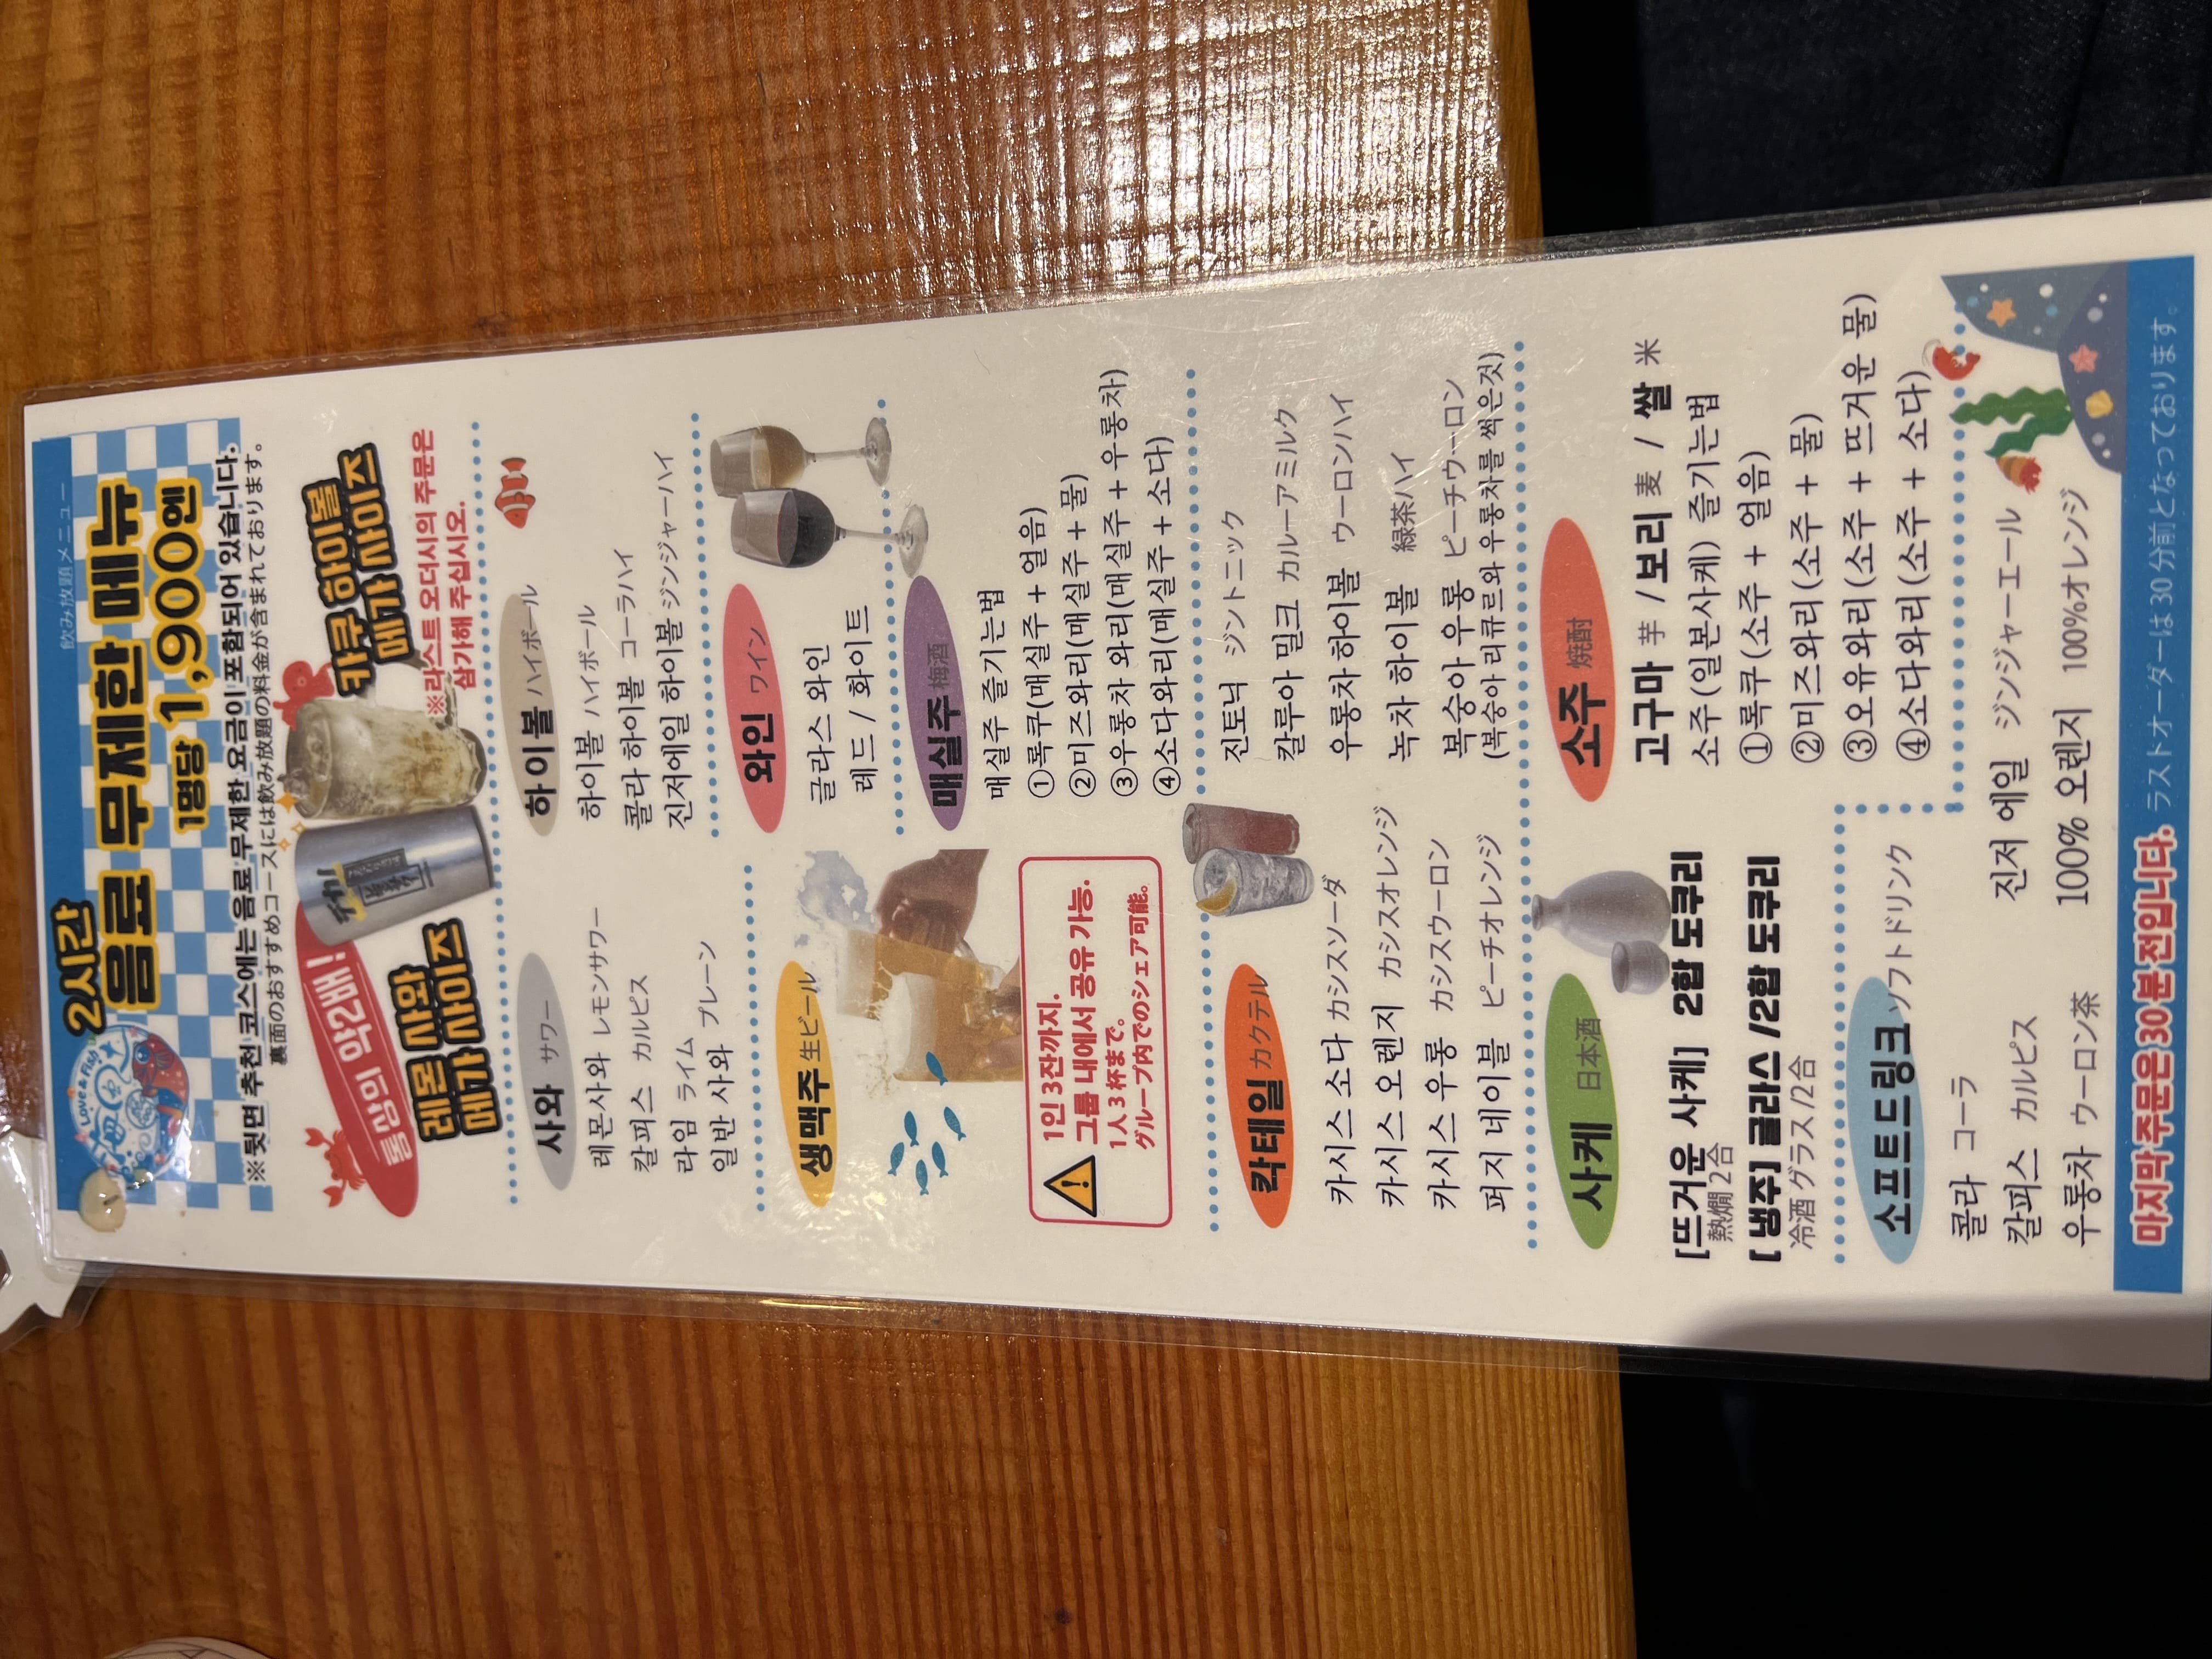 Love & Fish
2시간
飲み放題メニュー
음료 무제한 메뉴
1명당 1,900엔
※뒷면 추천 코스에는 음료 무제한 요금이 포함되어 있습니다.
裏面のおすすめコースには飲み放題の料金が含まれております。
통상의 약2배!
레몬 사와
메가 사이즈
카쿠 하이볼
메가 사이즈
※라스트 오더시의 주문은
삼가해 주십시오.
사와 サワー
레몬사와 レモンサワー
칼피스 カルピス
라임 ライム
일반 사와 プレーン
하이볼 ハイボール
하이볼 ハイボール
콜라 하이볼 コーラハイ
진저에일 하이볼 ジンジャーハイ
와인 ワイン
글라스 와인
레드 / 화이트
생맥주 生ビール
1인 3잔까지.
그룹 내에서 공유 가능.
1人3杯まで。
グループ内でのシェア可能。
매실주 梅酒
매실주 즐기는법
①록쿠(매실주 + 얼음)
②미즈와리(매실주 + 물)
③우롱차 와리(매실주 + 우롱차)
④소다와리(매실주 + 소다)
칵테일 カクテル
카시스 소다 カシスソーダ
카시스 오렌지 カシスオレンジ
카시스 우롱 カシスウーロン
퍼지 네이블 ピーチオレンジ
진토닉 ジントニック
칼루아 밀크 カルーアミルク
우롱차 하이볼 ウーロンハイ
녹차 하이볼 緑茶ハイ
복숭아 우롱 ピーチウーロン
(복숭아 리큐르와 우롱차를 썩은것)
사케 日本酒
[뜨거운 사케] 2합 도쿠리
熱燗2合
[ 냉주] 글라스 /2합 도쿠리
冷酒 グラス /2合
소주 焼酎
고구마 芋 / 보리 麦 / 쌀 米
소주(일본사케) 즐기는법
①록쿠(소주 + 얼음)
②미즈와리(소주 + 물)
③오유와리(소주 + 뜨거운 물)
④소다와리(소주 + 소다)
소프트드링크 ソフトドリンク
콜라 コーラ
칼피스 カルピス
우롱차 ウーロン茶
진저 에일 ジンジャーエール
100% 오렌지 100%オレンジ
마지막 주문은 30분 전입니다. ラスドオーダーは30分前となっております。